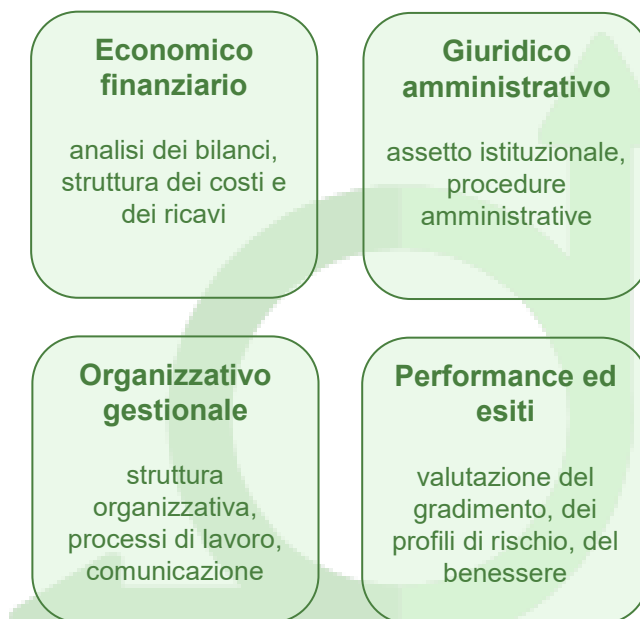 Economico
finanziario
analisi dei bilanci,
struttura dei costi e
dei ricavi
Giuridico
amministrativo
assetto istituzionale,
procedure
amministrative
Organizzativo
gestionale
struttura
organizzativa,
processi di lavoro,
comunicazione
Performance ed
esiti
valutazione del
gradimento, dei
profili di rischio, del
benessere